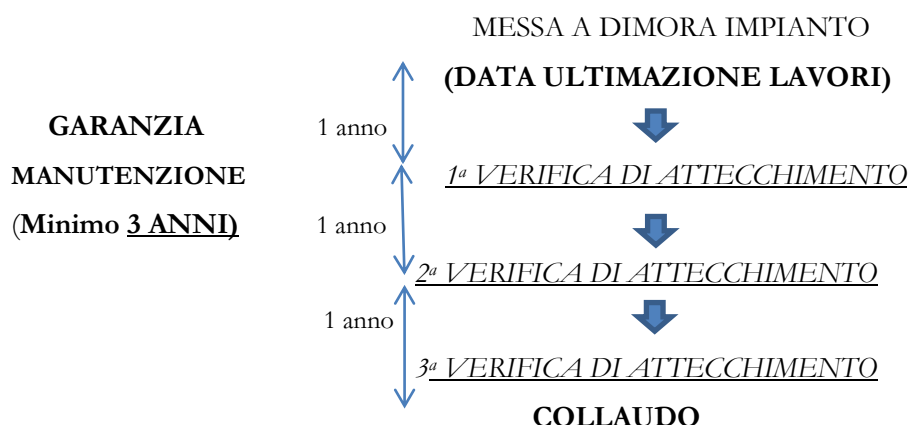 MESSA A DIMORA IMPIANTO
(DATA ULTIMAZIONE LAVORI)
GARANZIA
MANUTENZIONE
(Minimo 3 ANNI)
1 anno
1ª VERIFICA DI ATTECCHIMENTO
1 anno
2ª VERIFICA DI ATTECCHIMENTO
1 anno
3ª VERIFICA DI ATTECCHIMENTO
COLLAUDO